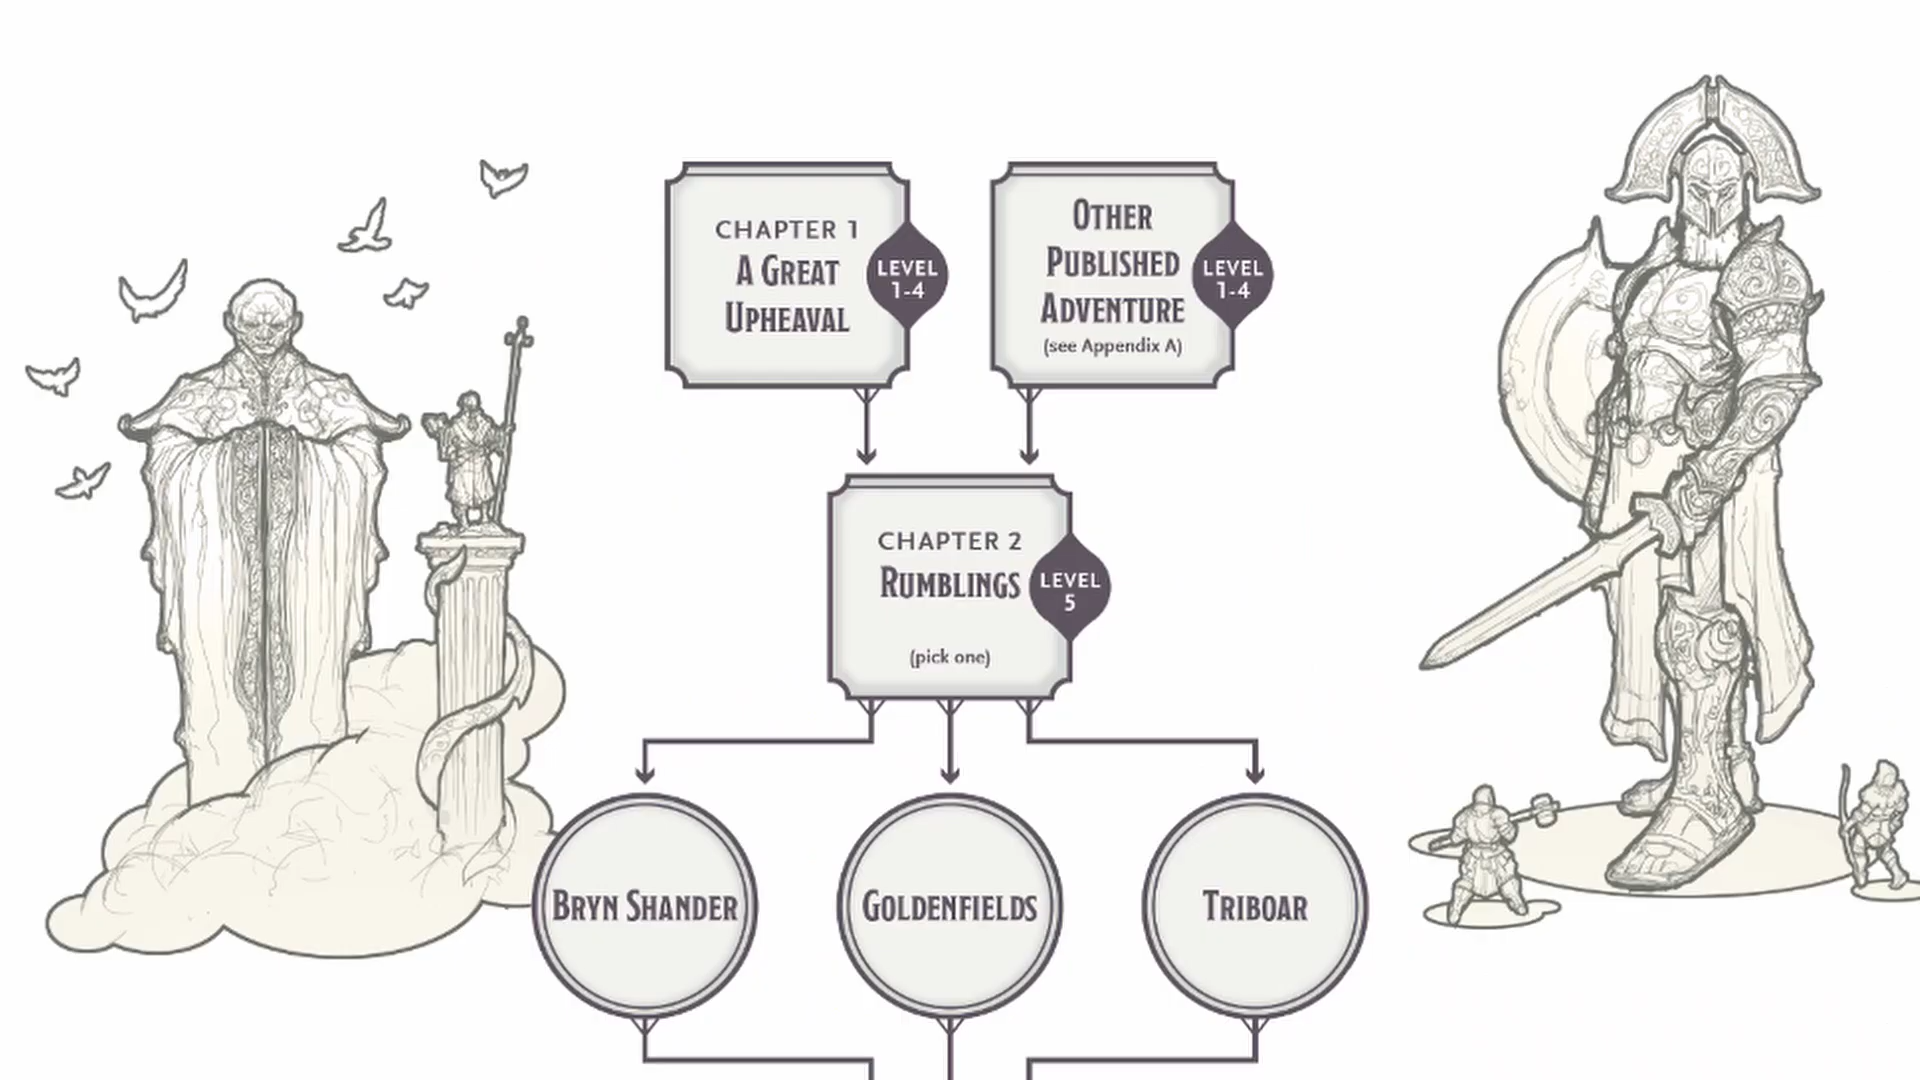 CHAPTER 1
A GREAT
UPHEAVAL
LEVEL
1-4
OTHER
PUBLISHED
ADVENTURE
(see Appendix A)
LEVEL
1-4
CHAPTER 2
RUMBLINGS
(pick one)
LEVEL
5
BRYN SHANDER
GOLDENFIELDS
TRIBOAR